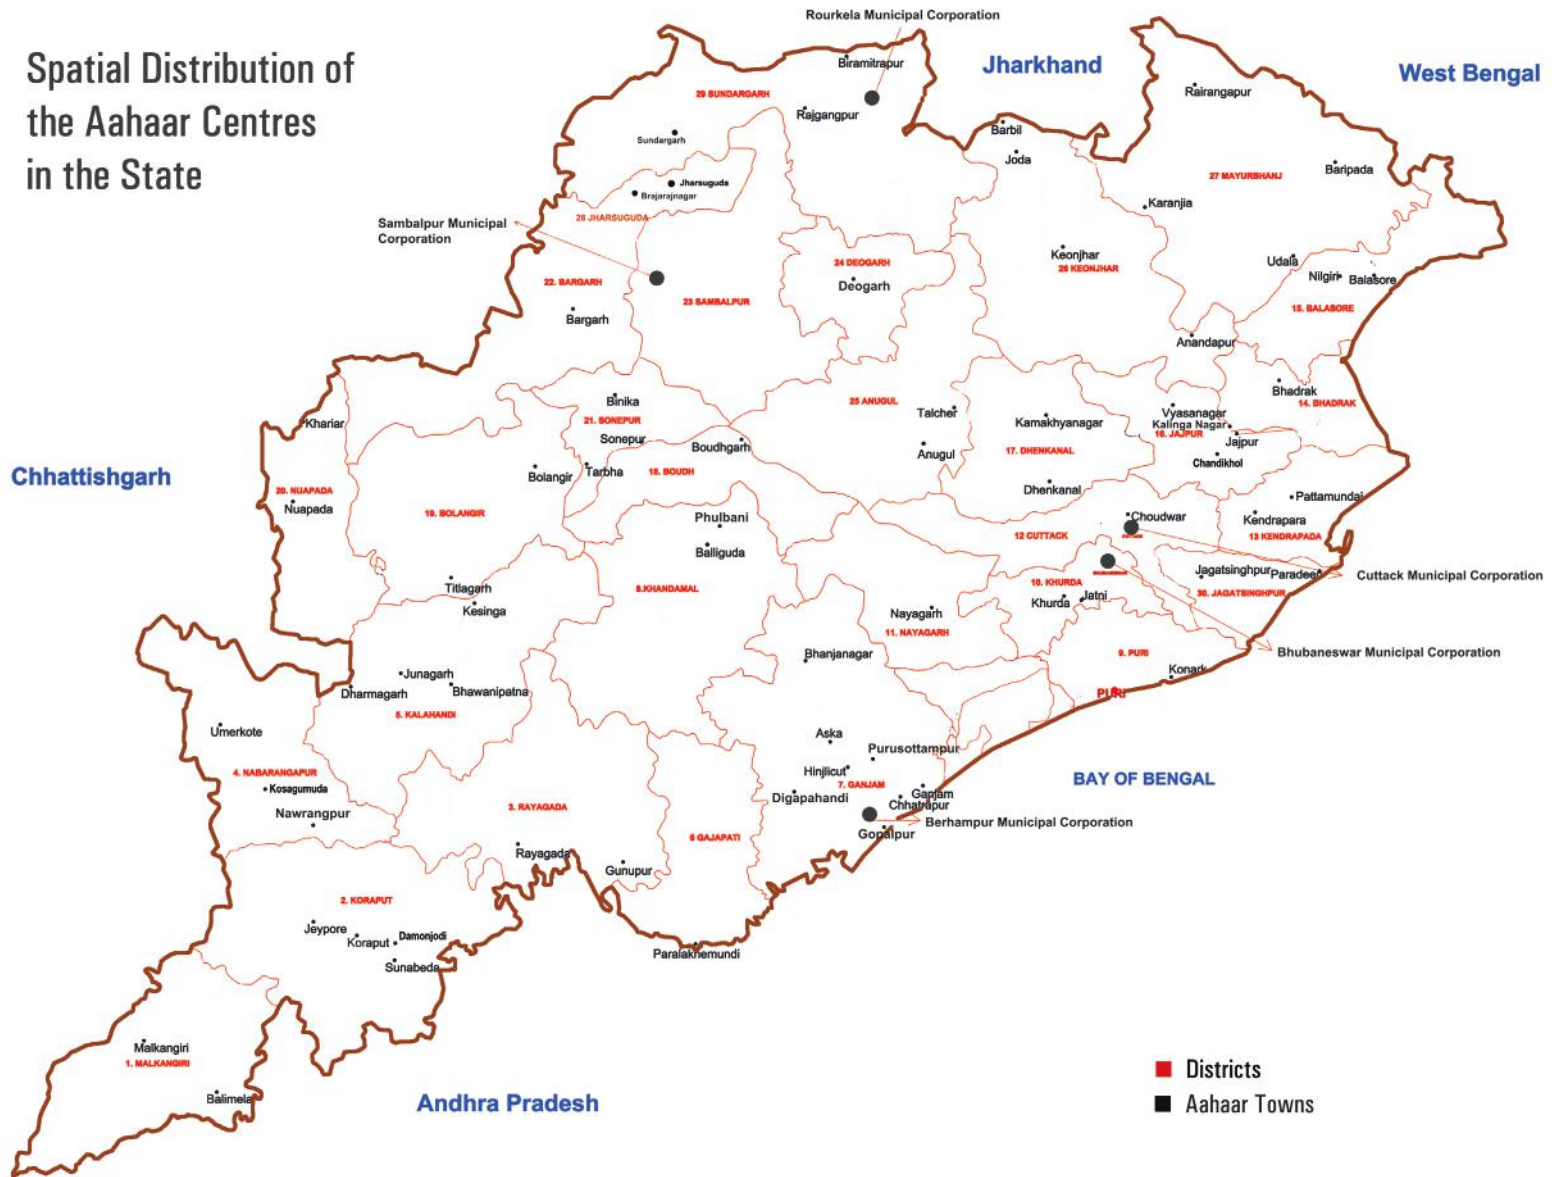 Spatial Distribution of
the Aahaar Centres
in the State
Rourkela Municipal Corporation
Jharkhand
West Bengal
Biramitrapur
29 SUNDARGARH
Rajgangpur
Rairangapur
Sundargarh
Barbil
Joda
Baripada
27 MAYURBHANJ
Jharsuguda
Brajarajnagar
Karanjia
28 JHARSUGUDA
Sambalpur Municipal
Corporation
Keonjhar
26 KEONJHAR
24 DEOGARH
Deogarh
Udala
Nilgiri
Balasore
22. BARGARH
23 SAMBALPUR
15. BALASORE
Bargarh
Anandapur
Bhadrak
14. BHADRAK
Binika
25 ANUGUL
Talcher
Kamakhyanagar
Vyasanagar
Kalinga Nagar
16. JAJPUR
Jajpur
Khariar
21. SONEPUR
Sonepur
Boudhgarh
Anugul
17. DHENKANAL
Chandikhol
Chhattishgarh
Bolangir
Tarbha
18. BOUDH
20. NUAPADA
Nuapada
Dhenkanal
Pattamundai
19. BOLANGIR
Phulbani
Choudwar
Kendrapara
12 CUTTACK
13 KENDRAPADA
Balliguda
Titlagarh
8.KHANDAMAL
Jagatsinghpur
Paradeep
Cuttack Municipal Corporation
10. KHURDA
Khurda
Jatni
30. JAGATSINGHPUR
Kesinga
Nayagarh
11. NAYAGARH
Bhanjanagar
9. PURI
Bhubaneswar Municipal Corporation
Konark
Junagarh
Dharmagarh
Bhawanipatna
PURI
5. KALAHANDI
Umerkote
Aska
Purusottampur
4. NABARANGAPUR
Hinjlicut
7. GANJAM
BAY OF BENGAL
Kosagumuda
Digapahandi
Ganjam
Chhatrapur
Nawrangpur
3. RAYAGADA
Berhampur Municipal Corporation
Gopalpur
6 GAJAPATI
Rayagada
Gunupur
2. KORAPUT
Jeypore
Koraput
Damonjodi
Sunabeda
Paralakhemundi
Malkangiri
1. MALKANGIRI
Balimela
Andhra Pradesh
Districts
Aahaar Towns